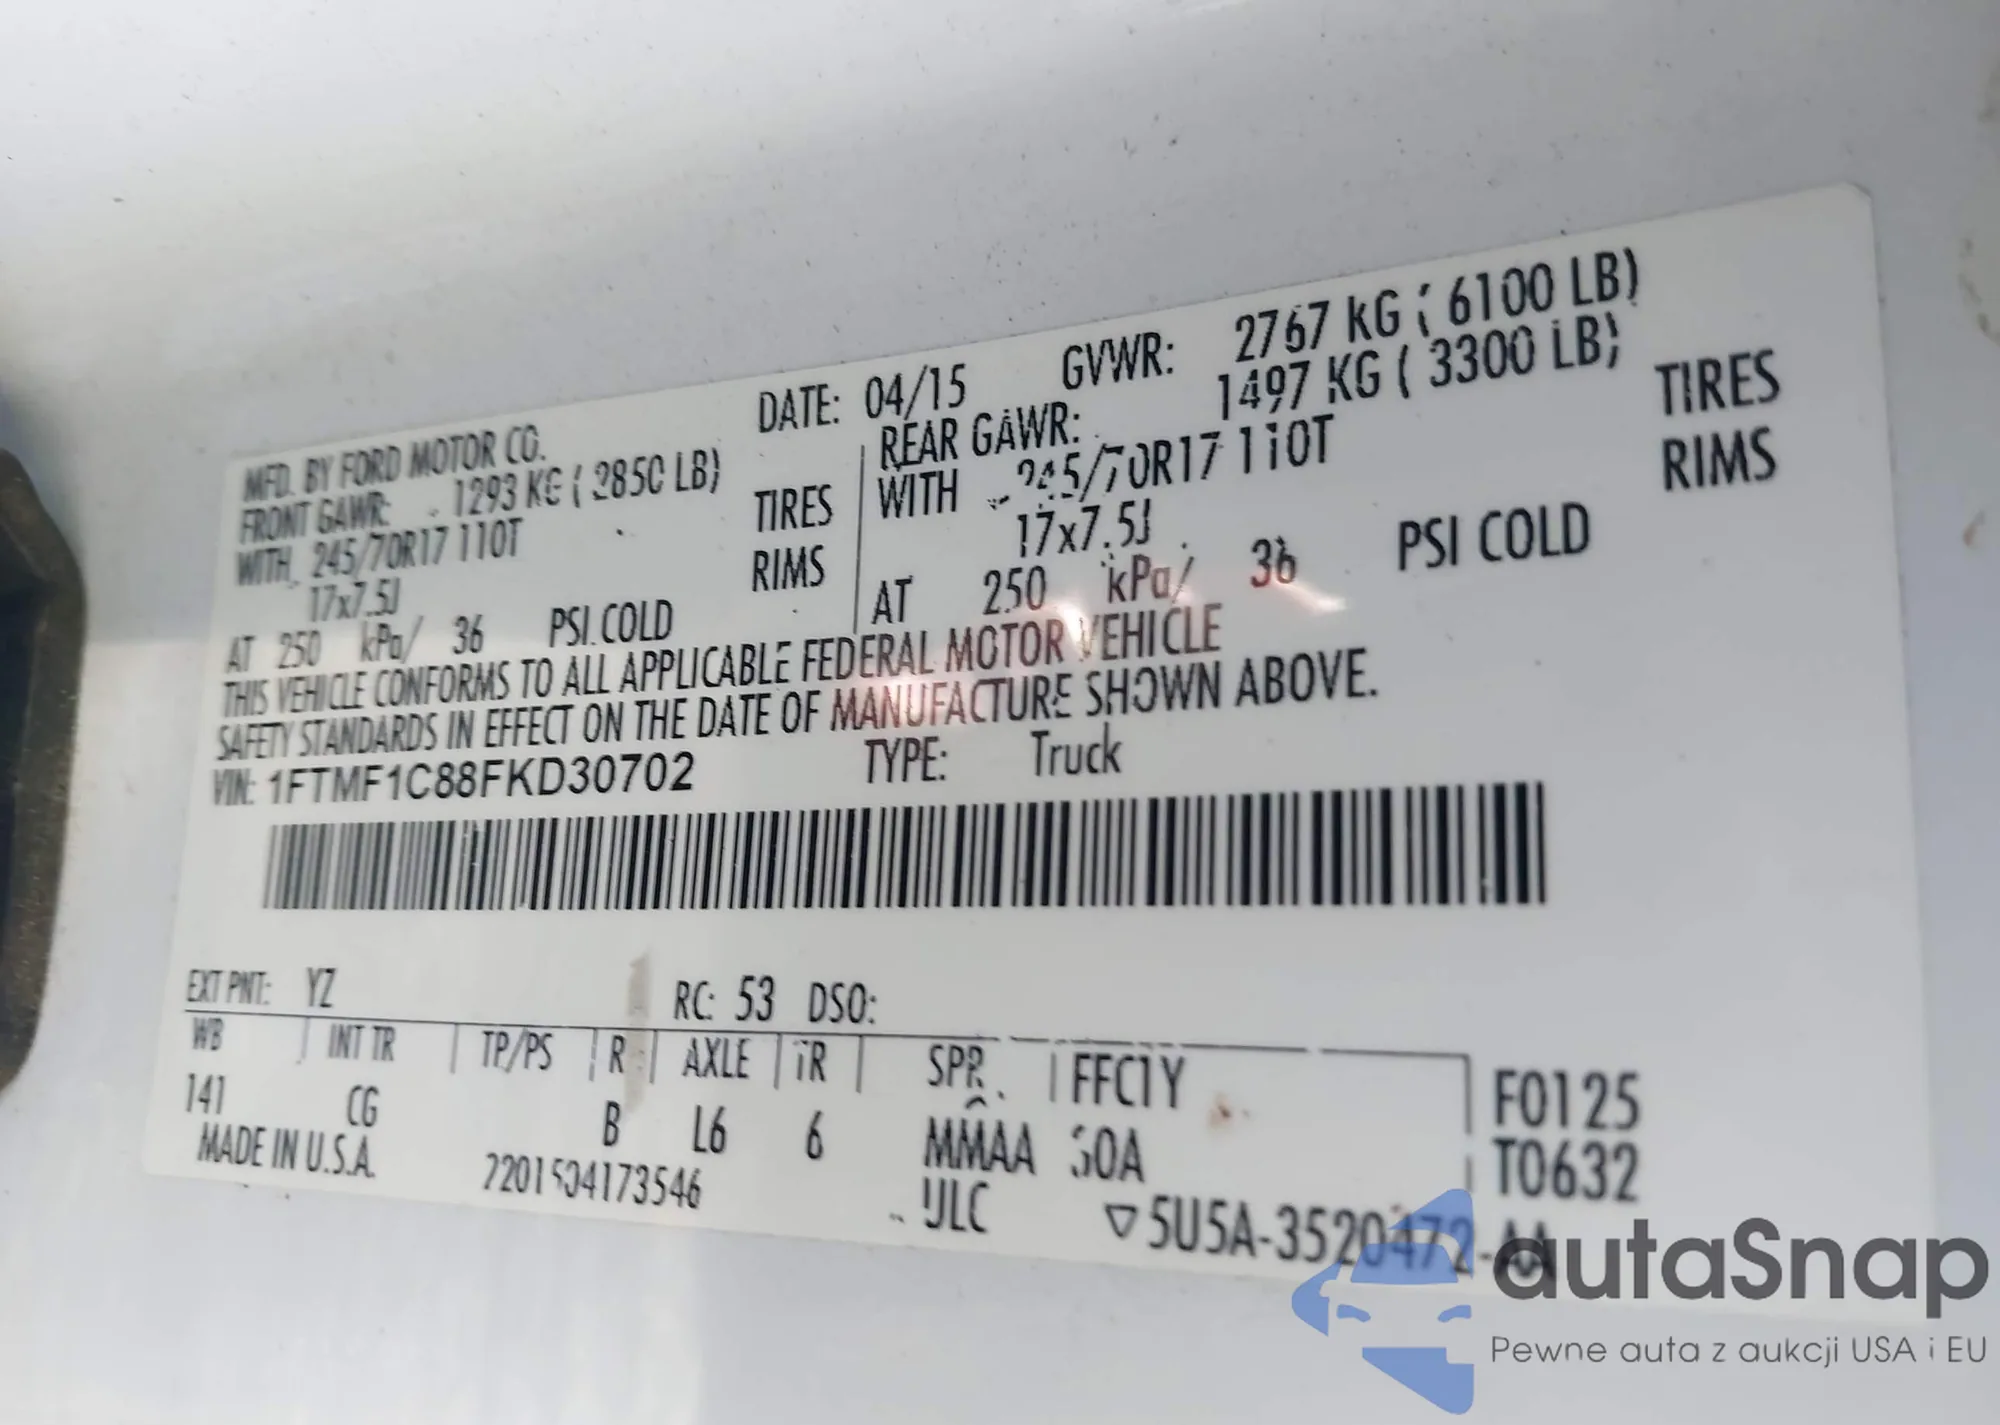 MFD. BY FORD MOTOR CO.
DATE: 04/15 GVWR: 2767 KG ( 6100 LB)
FRONT GAWR: 1293 KG ( 2850 LB)
WITH 245/70R17 110T TIRES
17x7.5J RIMS
AT 250 kPa/ 36 PSI COLD
REAR GAWR: 1497 KG ( 3300 LB)
WITH 245/70R17 110T TIRES
17x7.5J RIMS
AT 250 kPa/ 36 PSI COLD
THIS VEHICLE CONFORMS TO ALL APPLICABLE FEDERAL MOTOR VEHICLE
SAFETY STANDARDS IN EFFECT ON THE DATE OF MANUFACTURE SHOWN ABOVE.
VIN: 1FTMF1C88FKD30702 TYPE: Truck
EXT PNT: YZ RC: 53 DSO:
WB INT TR TP/PS R AXLE TR SPR FFC1Y F0125
141 CG B L6 6 MMAA T0632
MADE IN U.S.A. 2201504173546 ULC ▽5U5A-3520472-AA
autaSnap
Pewne auta z aukcji USA i EU